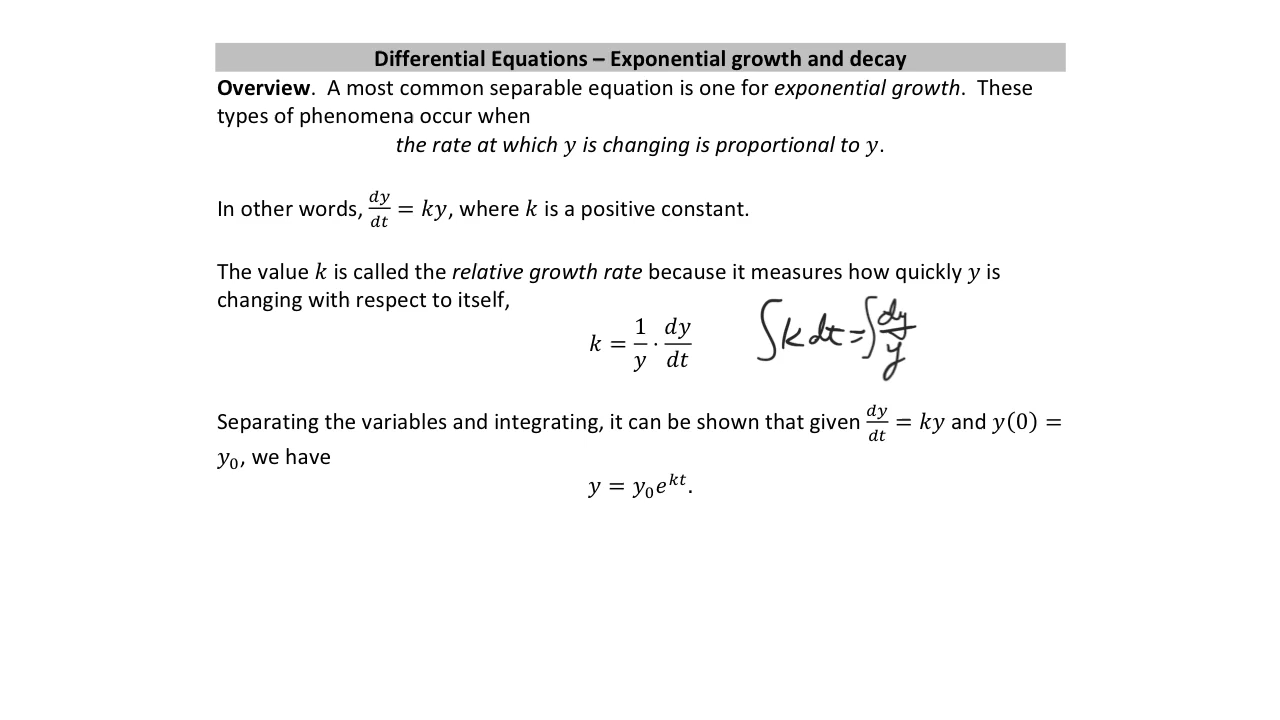 Differential Equations – Exponential growth and decay
Overview.  A most common separable equation is one for exponential growth.  These
types of phenomena occur when
the rate at which y is changing is proportional to y.
In other words, dy/dt = ky, where k is a positive constant.
The value k is called the relative growth rate because it measures how quickly y is
changing with respect to itself,
k = 1/y · dy/dt   ∫k dt = ∫dy/y
Separating the variables and integrating, it can be shown that given dy/dt = ky and y(0) =
y₀, we have
y = y₀e^{kt}.